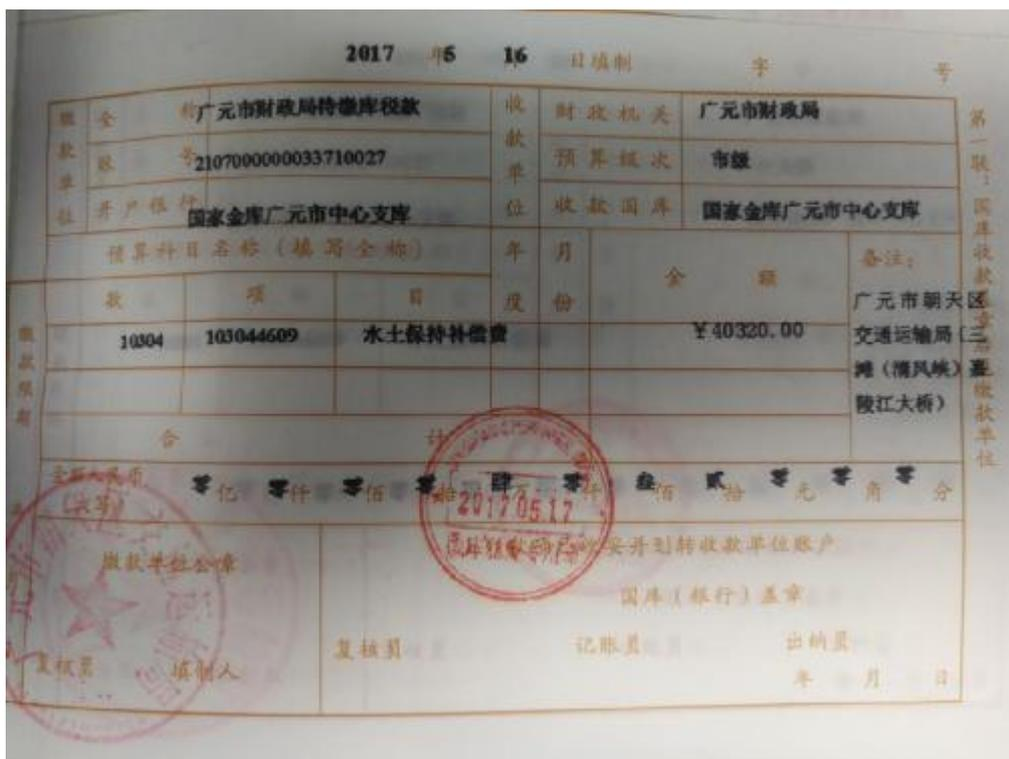 2017 年 5 月 16 日填制 字 号
缴款单位 全称 广元市财政局待缴库税款 收款单位 财政机关 广元市财政局
账号 2107000000033710027 预算级次 市级
开户银行 国家金库广元市中心支库 收款国库 国家金库广元市中心支库
预算科目名称（填写全称） 年度 月份 金额 备注：
款 项 目
10304 103044609 水土保持补偿费 ￥40320.00
广元市朝天区
交通运输局（三
滩（清风峡）嘉
陵江大桥）
缴款限期
合计
金额人民币
（大写） 零亿 零仟 零佰 零拾 肆万 零仟 叁佰 贰拾 零元 零角 零分
20170517
缴款单位公章
安并划转收款单位账户
国库（银行）盖章
复核员 填制人 复核员 记账员 出纳员
年 月 日
第一联：国库收款
缴款单位